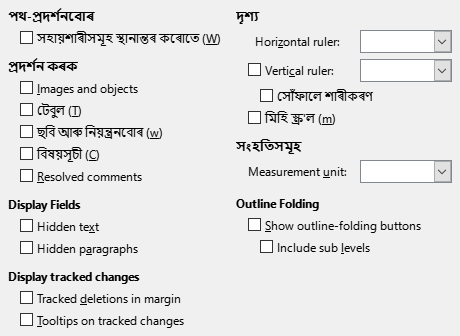 পথ-প্ৰদৰ্শনবোৰ
সহায়শাৰীসমূহ স্থানান্তৰ কৰোতে (W)
প্ৰদৰ্শন কৰক
Images and objects
টেবুল (T)
ছবি আৰু নিয়ন্ত্ৰনবোৰ (w)
বিষয়সূচী (C)
Resolved comments
Display Fields
Hidden text
Hidden paragraphs
Display tracked changes
Tracked deletions in margin
Tooltips on tracked changes
দৃশ্য
Horizontal ruler:
Vertical ruler:
সোঁফালে শাৰীকৰণ
মিহি স্ক্ৰ'ল (m)
সংহতিসমূহ
Measurement unit:
Outline Folding
Show outline-folding buttons
Include sub levels